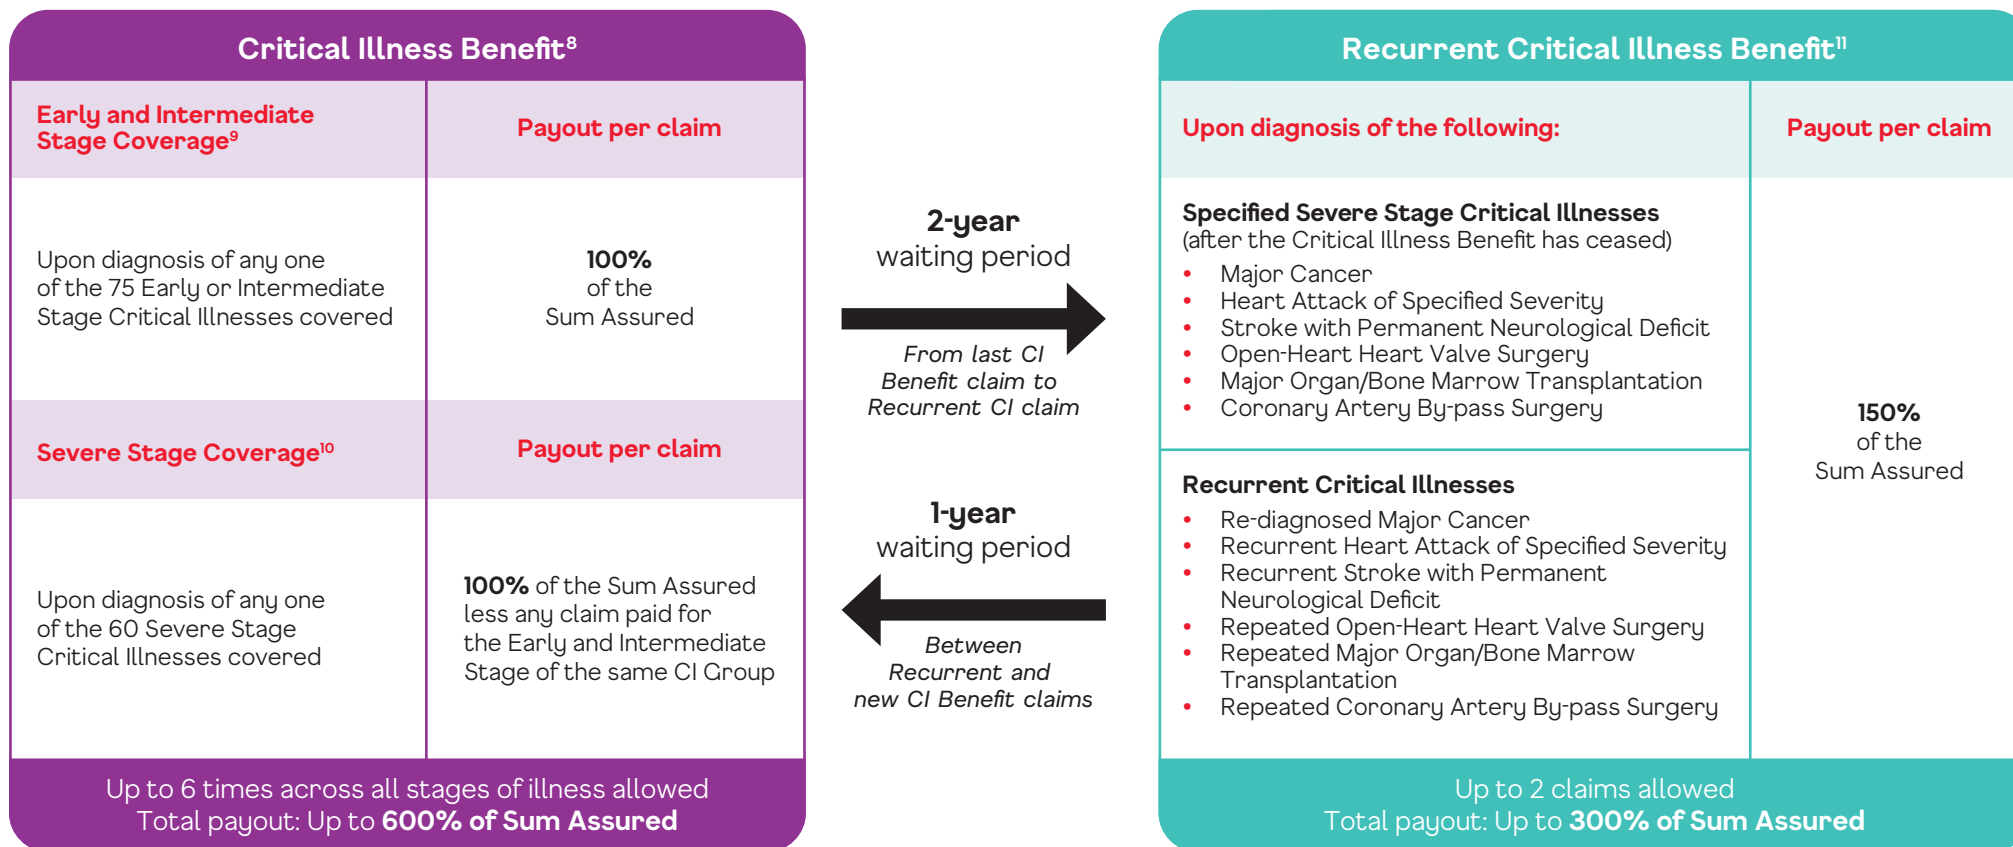 Critical Illness Benefit⁸
Early and Intermediate
Stage Coverage⁹
Payout per claim
Upon diagnosis of any one
of the 75 Early or Intermediate
Stage Critical Illnesses covered
100%
of the
Sum Assured
Severe Stage Coverage¹⁰
Payout per claim
Upon diagnosis of any one
of the 60 Severe Stage
Critical Illnesses covered
100% of the Sum Assured
less any claim paid for
the Early and Intermediate
Stage of the same CI Group
Up to 6 times across all stages of illness allowed
Total payout: Up to 600% of Sum Assured
2-year
waiting period
From last CI
Benefit claim to
Recurrent CI claim
1-year
waiting period
Between
Recurrent and
new CI Benefit claims
Recurrent Critical Illness Benefit¹¹
Upon diagnosis of the following:
Payout per claim
Specified Severe Stage Critical Illnesses
(after the Critical Illness Benefit has ceased)
• Major Cancer
• Heart Attack of Specified Severity
• Stroke with Permanent Neurological Deficit
• Open-Heart Heart Valve Surgery
• Major Organ/Bone Marrow Transplantation
• Coronary Artery By-pass Surgery
Recurrent Critical Illnesses
• Re-diagnosed Major Cancer
• Recurrent Heart Attack of Specified Severity
• Recurrent Stroke with Permanent
Neurological Deficit
• Repeated Open-Heart Heart Valve Surgery
• Repeated Major Organ/Bone Marrow
Transplantation
• Repeated Coronary Artery By-pass Surgery
150%
of the
Sum Assured
Up to 2 claims allowed
Total payout: Up to 300% of Sum Assured